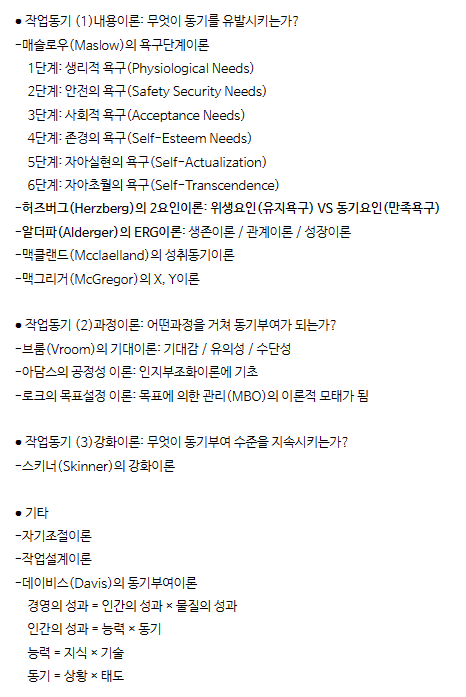 ● 작업동기 (1)내용이론: 무엇이 동기를 유발시키는가?
-매슬로우(Maslow)의 욕구단계이론
1단계: 생리적 욕구(Physiological Needs)
2단계: 안전의 욕구(Safety Security Needs)
3단계: 사회적 욕구(Acceptance Needs)
4단계: 존경의 욕구(Self-Esteem Needs)
5단계: 자아실현의 욕구(Self-Actualization)
6단계: 자아초월의 욕구(Self-Transcendence)
-허즈버그(Herzberg)의 2요인이론: 위생요인(유지욕구) VS 동기요인(만족욕구)
-알더파(Alderger)의 ERG이론: 생존이론 / 관계이론 / 성장이론
-맥클랜드(Mcclaelland)의 성취동기이론
-맥그리거(McGregor)의 X, Y이론
● 작업동기 (2)과정이론: 어떤과정을 거쳐 동기부여가 되는가?
-브룸(Vroom)의 기대이론: 기대감 / 유의성 / 수단성
-아담스의 공정성 이론: 인지부조화이론에 기초
-로크의 목표설정 이론: 목표에 의한 관리(MBO)의 이론적 모태가 됨
● 작업동기 (3)강화이론: 무엇이 동기부여 수준을 지속시키는가?
-스키너(Skinner)의 강화이론
● 기타
-자기조절이론
-작업설계이론
-데이비스(Davis)의 동기부여이론
경영의 성과 = 인간의 성과 × 물질의 성과
인간의 성과 = 능력 × 동기
능력 = 지식 × 기술
동기 = 상황 × 태도